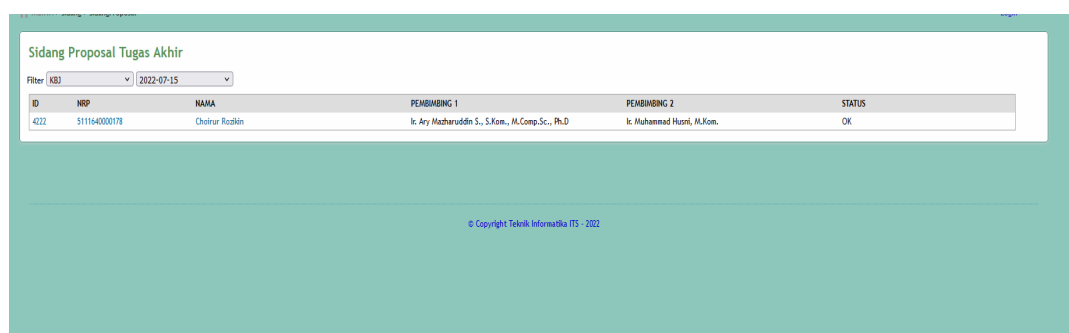 Login
Sidang Proposal Tugas Akhir
Filter KBJ 2022-07-15
ID NRP NAMA PEMBIMBING 1 PEMBIMBING 2 STATUS
4222 5111640000178 Choirur Rozikin Ir. Ary Mazharuddin S., S.Kom., M.Comp.Sc., Ph.D Ir. Muhammad Husni, M.Kom. OK
© Copyright Teknik Informatika ITS - 2022